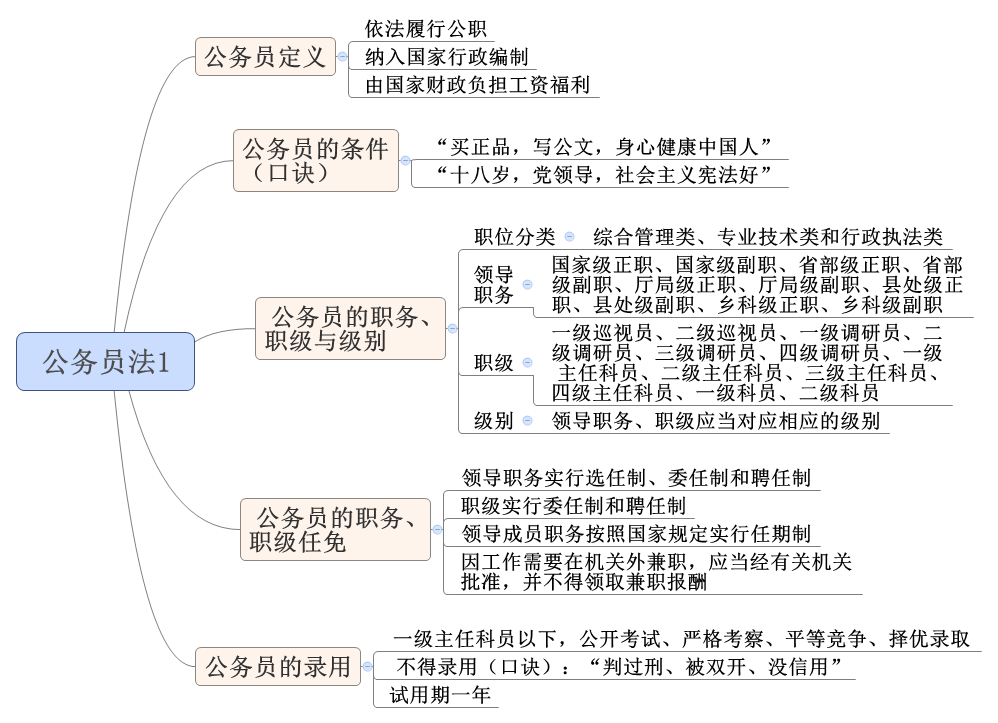 公务员法1
公务员定义
依法履行公职
纳入国家行政编制
由国家财政负担工资福利
公务员的条件
（口诀）
“买正品，写公文，身心健康中国人”
“十八岁，党领导，社会主义宪法好”
公务员的职务、
职级与级别
职位分类
综合管理类、专业技术类和行政执法类
领导
职务
国家级正职、国家级副职、省部级正职、省部
级副职、厅局级正职、厅局级副职、县处级正
职、县处级副职、乡科级正职、乡科级副职
职级
一级巡视员、二级巡视员、一级调研员、二
级调研员、三级调研员、四级调研员、一级
主任科员、二级主任科员、三级主任科员、
四级主任科员、一级科员、二级科员
级别
领导职务、职级应当对应相应的级别
公务员的职务、
职级任免
领导职务实行选任制、委任制和聘任制
职级实行委任制和聘任制
领导成员职务按照国家规定实行任期制
因工作需要在机关外兼职，应当经有关机关
批准，并不得领取兼职报酬
公务员的录用
一级主任科员以下，公开考试、严格考察、平等竞争、择优录取
不得录用（口诀）：“判过刑、被双开、没信用”
试用期一年